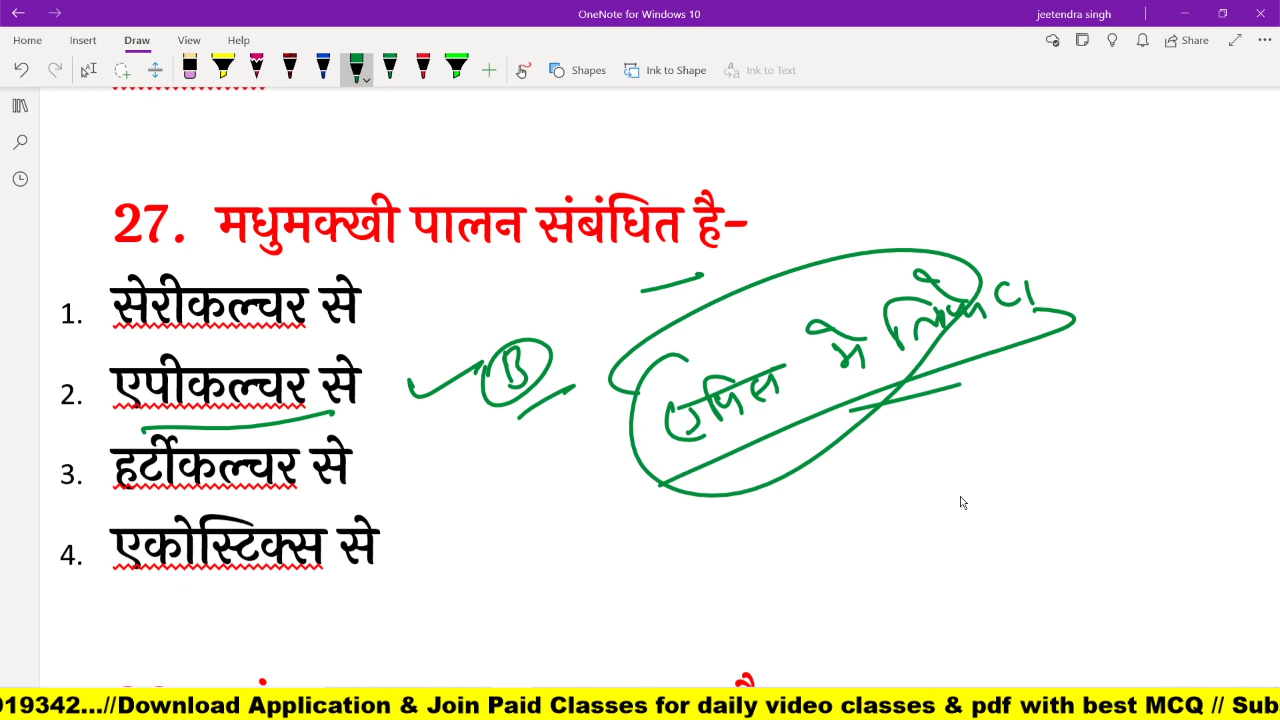 OneNote for Windows 10
jeetendra singh
Home Insert Draw View Help
Share
Shapes Ink to Shape Ink to Text
27. मधुमक्खी पालन संबंधित है-
1. सेरीकल्चर से
2. एपीकल्चर से
B
3. हर्टीकल्चर से
4. एकोस्टिक्स से
019342...//Download Application & Join Paid Classes for daily video classes & pdf with best MCQ // Sub